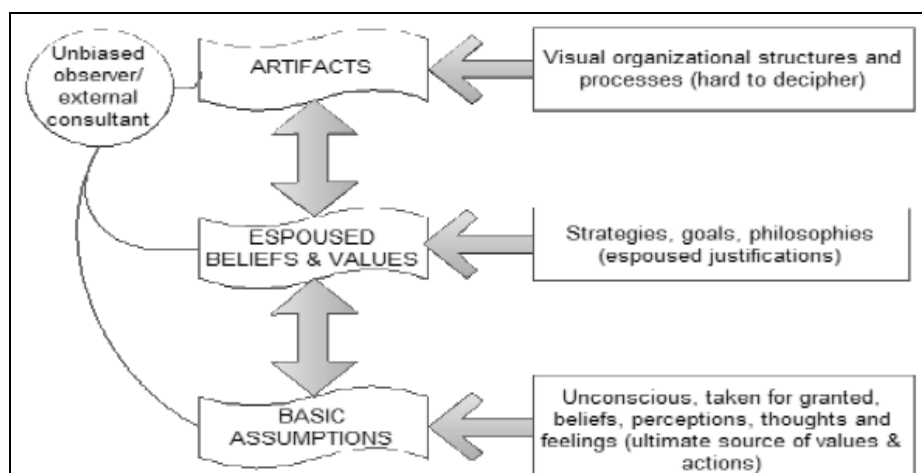 Unbiased
observer/
external
consultant
ARTIFACTS
Visual organizational structures and
processes (hard to decipher)
ESPOUSED
BELIEFS & VALUES
Strategies, goals, philosophies
(espoused justifications)
BASIC
ASSUMPTIONS
Unconscious, taken for granted,
beliefs, perceptions, thoughts and
feelings (ultimate source of values &
actions)